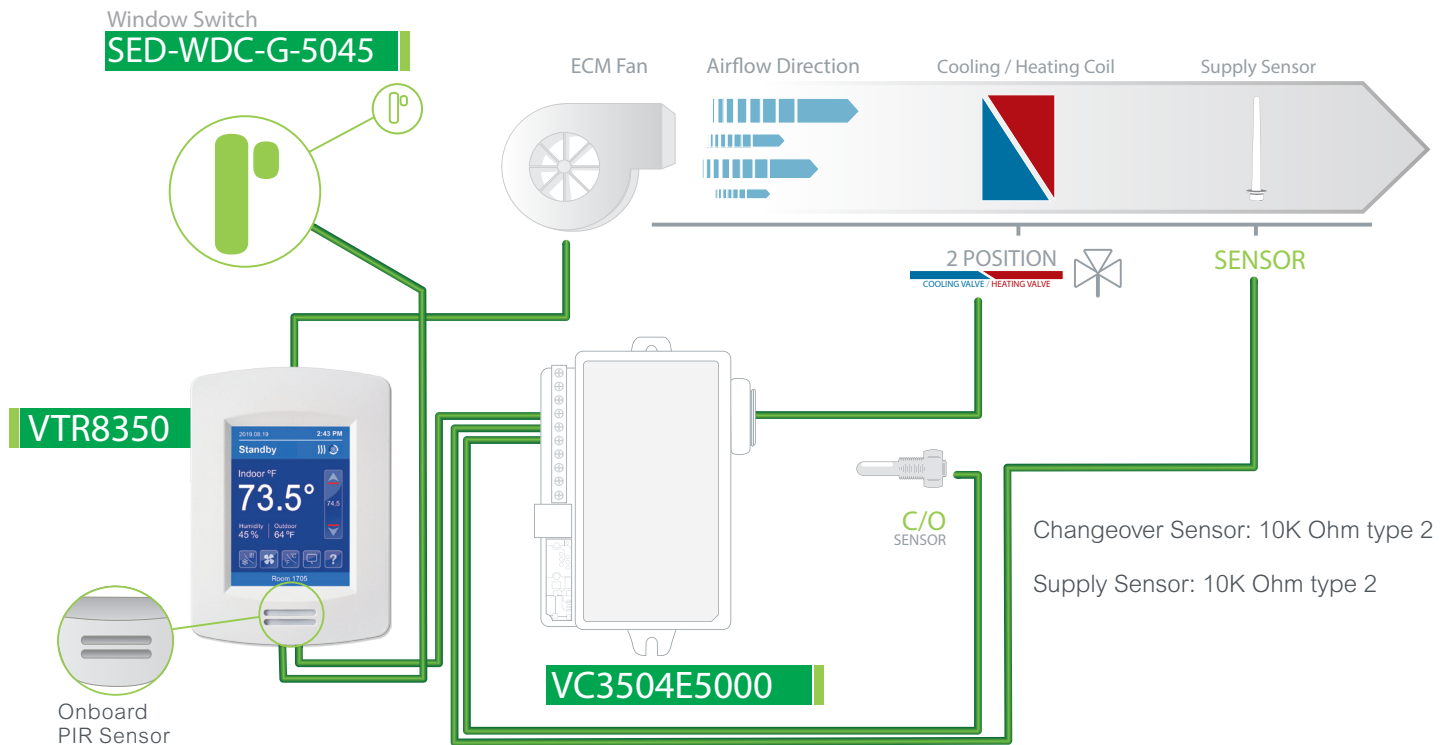 Window Switch
SED-WDC-G-5045
ECM Fan
Airflow Direction
Cooling / Heating Coil
Supply Sensor
2 POSITION
COOLING VALVE / HEATING VALVE
SENSOR
VTR8350
2019.08.19
2:43 PM
Standby
Indoor ºF
73.5°
74.5
Humidity
45 %
Outdoor
64 ºF
°C
°F
?
Room 1705
C/O
SENSOR
Changeover Sensor: 10K Ohm type 2
Supply Sensor: 10K Ohm type 2
VC3504E5000
Onboard
PIR Sensor